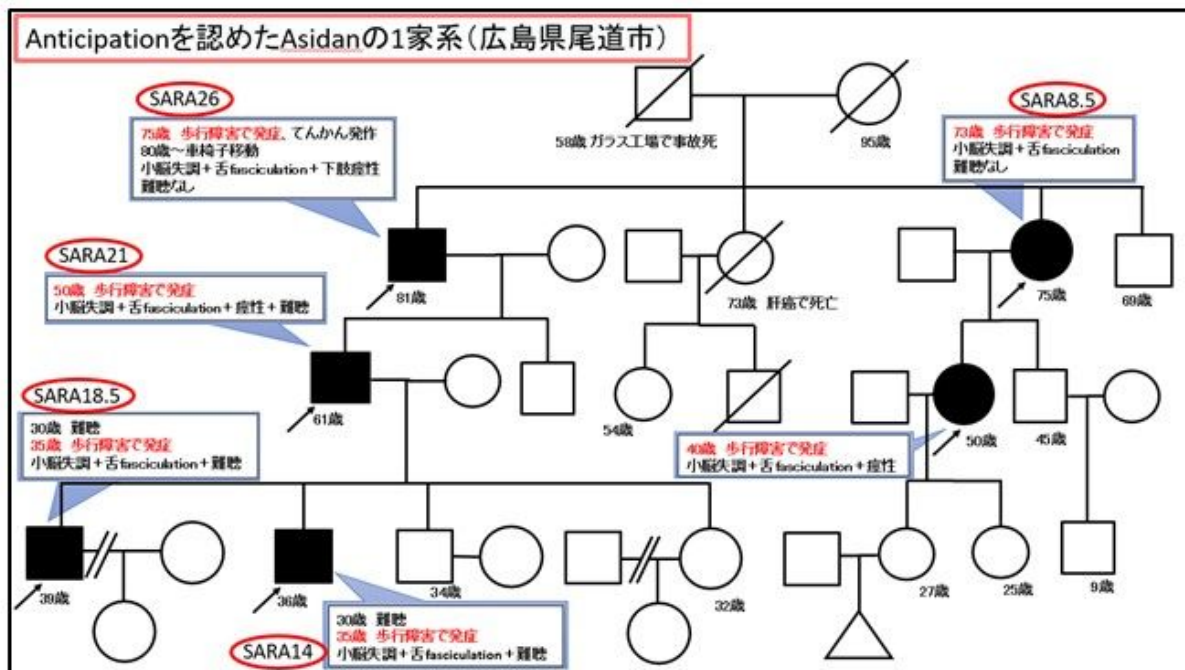 Anticipationを認めたAsidanの1家系(広島県尾道市)
SARA26
75歳 歩行障害で発症、てんかん発作
80歳~車椅子移動
小脳失調+舌fasciculation+下肢痙性
難聴なし
58歳 ガラス工場で事故死
95歳
SARA8.5
73歳 歩行障害で発症
小脳失調+舌fasciculation
難聴なし
SARA21
50歳 歩行障害で発症
小脳失調+舌fasciculation+痙性+難聴
81歳
73歳 肝癌で死亡
75歳
69歳
SARA18.5
30歳 難聴
35歳 歩行障害で発症
小脳失調+舌fasciculation+難聴
61歳
54歳
40歳 歩行障害で発症
小脳失調+舌fasciculation+痙性
50歳
45歳
39歳
36歳
34歳
32歳
27歳
25歳
9歳
SARA14
30歳 難聴
35歳 歩行障害で発症
小脳失調+舌fasciculation+難聴